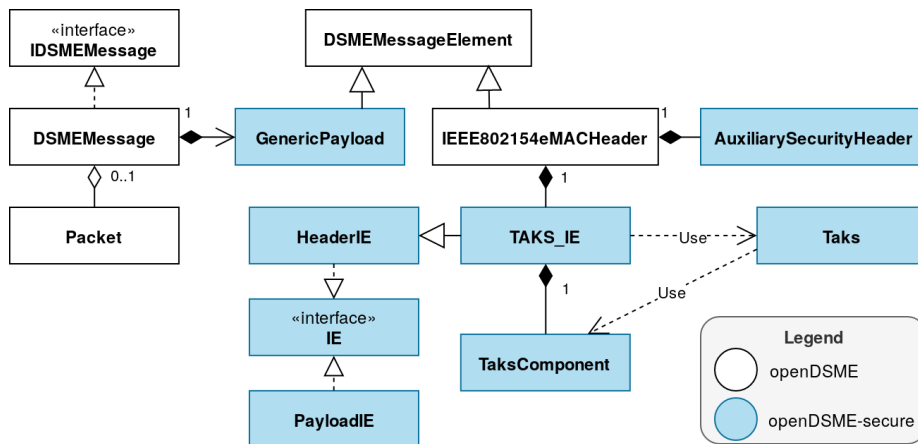 «interface»
IDSMEMessage
DSMEMessageElement
DSMEMessage
1
GenericPayload
IEEE802154eMACHeader
1
AuxiliarySecurityHeader
0..1
1
Packet
HeaderIE
TAKS_IE
Use
Taks
«interface»
IE
1
Use
TaksComponent
PayloadIE
Legend
openDSME
openDSME-secure